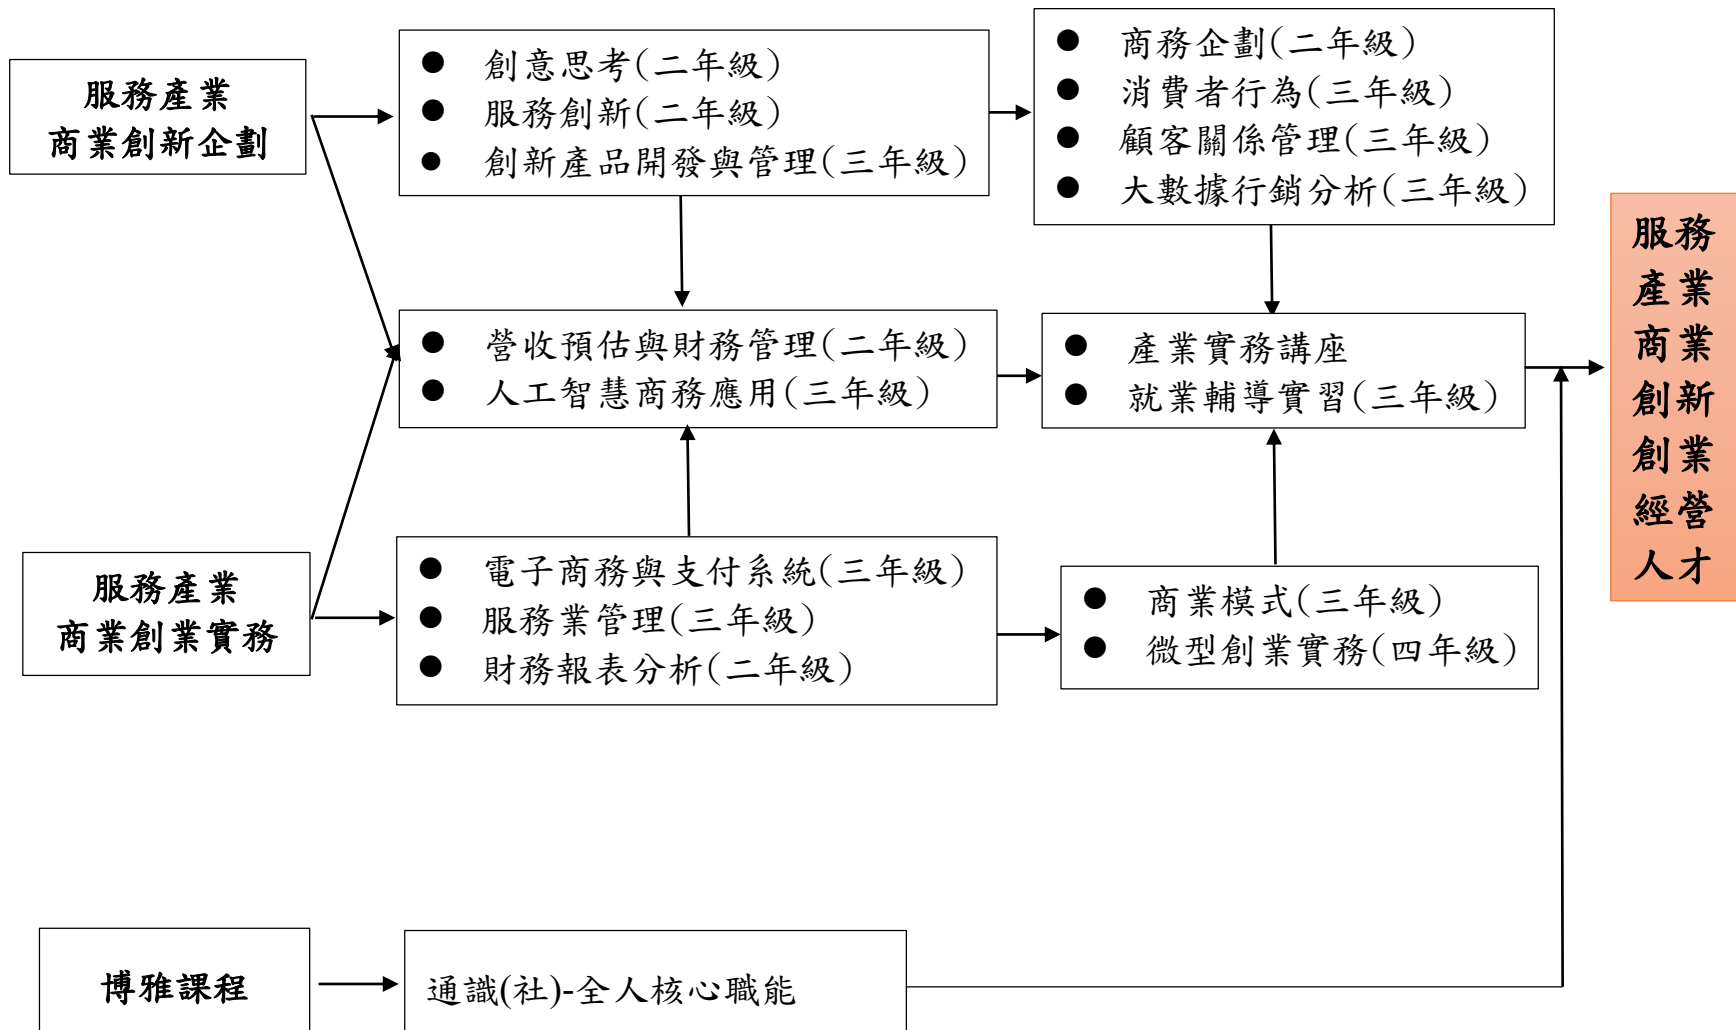 服務產業
商業創新企劃
創意思考(二年級)
服務創新(二年級)
創新產品開發與管理(三年級)
商務企劃(二年級)
消費者行為(三年級)
顧客關係管理(三年級)
大數據行銷分析(三年級)
營收預估與財務管理(二年級)
人工智慧商務應用(三年級)
產業實務講座
就業輔導實習(三年級)
服務產業
商業創業實務
電子商務與支付系統(三年級)
服務業管理(三年級)
財務報表分析(二年級)
商業模式(三年級)
微型創業實務(四年級)
服務
產業
商業
創新
創業
經營
人才
博雅課程
通識(社)-全人核心職能